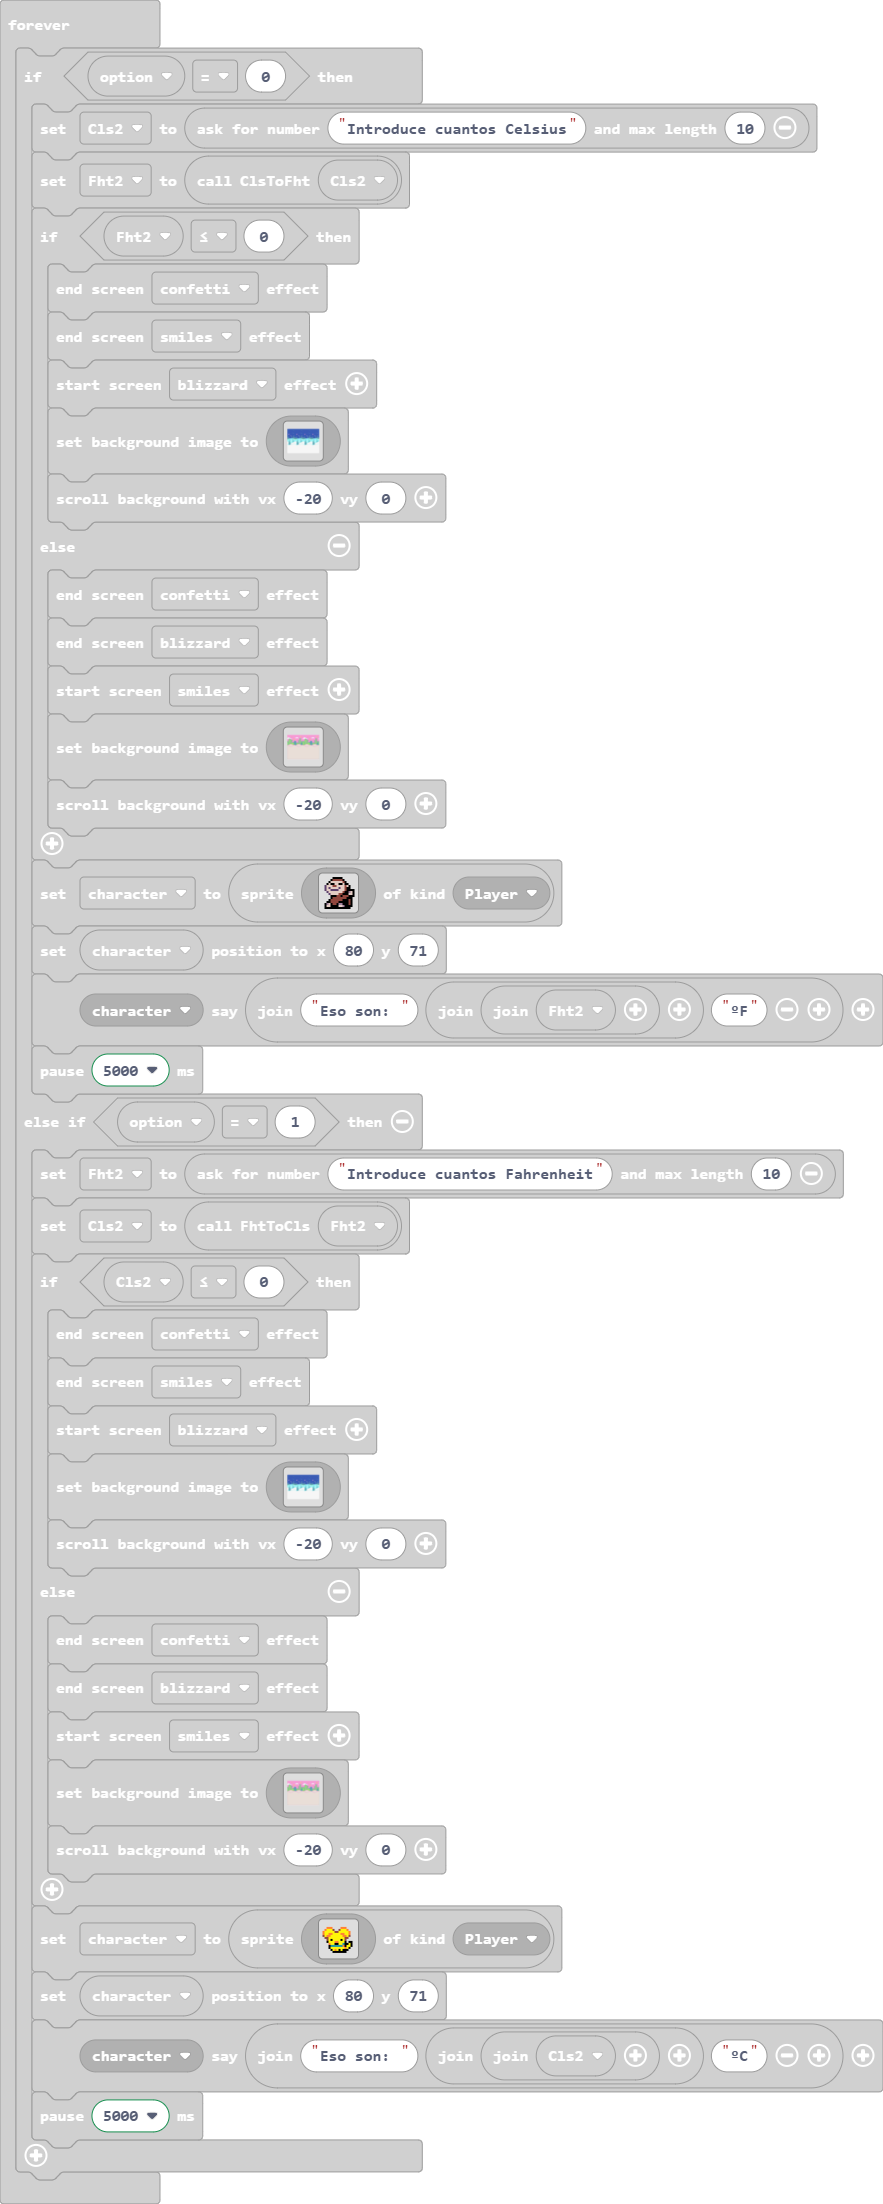 forever
if option = 0 then
set Cls2 to ask for number "Introduce cuantos Celsius" and max length 10
set Fht2 to call ClsToFht Cls2
if Fht2 ≤ 0 then
end screen confetti effect
end screen smiles effect
start screen blizzard effect
set background image to
scroll background with vx -20 vy 0
else
end screen confetti effect
end screen blizzard effect
start screen smiles effect
set background image to
scroll background with vx -20 vy 0
set character to sprite of kind Player
set character position to x 80 y 71
character say join "Eso son: " join join Fht2 "ºF"
pause 5000 ms
else if option = 1 then
set Fht2 to ask for number "Introduce cuantos Fahrenheit" and max length 10
set Cls2 to call FhtToCls Fht2
if Cls2 ≤ 0 then
end screen confetti effect
end screen smiles effect
start screen blizzard effect
set background image to
scroll background with vx -20 vy 0
else
end screen confetti effect
end screen blizzard effect
start screen smiles effect
set background image to
scroll background with vx -20 vy 0
set character to sprite of kind Player
set character position to x 80 y 71
character say join "Eso son: " join join Cls2 "ºC"
pause 5000 ms